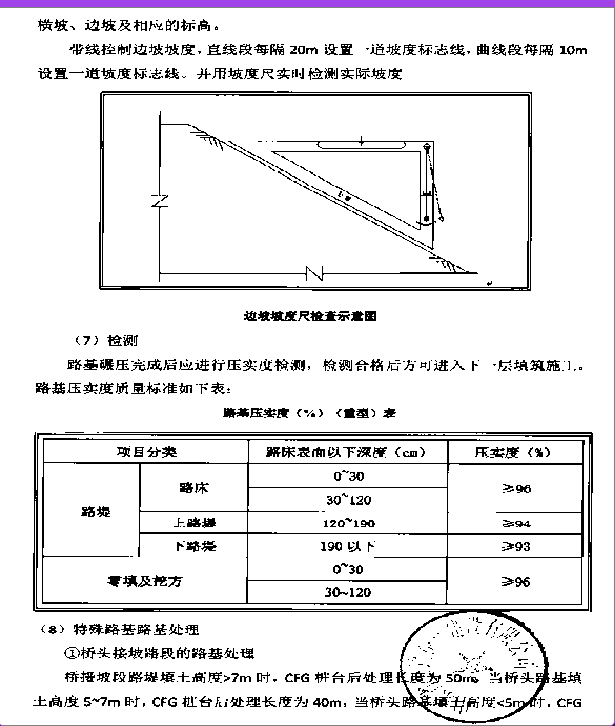 横坡、边坡及相应的标高。
带线控制边坡坡度，直线段每隔 20m 设置一道坡度标志线，曲线段每隔 10m
设置一道坡度标志线。并用坡度尺实时检测实际坡度
边坡坡度尺检查示意图
（7）检测
路基碾压完成后应进行压实度检测，检测合格后方可进入下一层填筑施工。
路基压实度质量标准如下表：
路基压实度（%）（重型）表
项目分类 路床表面以下深度（cm） 压实度（%）
路堤 路床 0~30 ≥96
30~120
上路堤 120~190 ≥94
下路堤 190 以下 ≥93
零填及挖方 0~30 ≥96
30~120
（8）特殊路基路基处理
①桥头接坡路段的路基处理
桥接坡段路堤填土高度>7m 时，CFG 桩台后处理长度为 50m，当桥头路基填
土高度 5~7m 时，CFG 桩台后处理长度为 40m，当桥头路基填土高度<5m 时，CFG